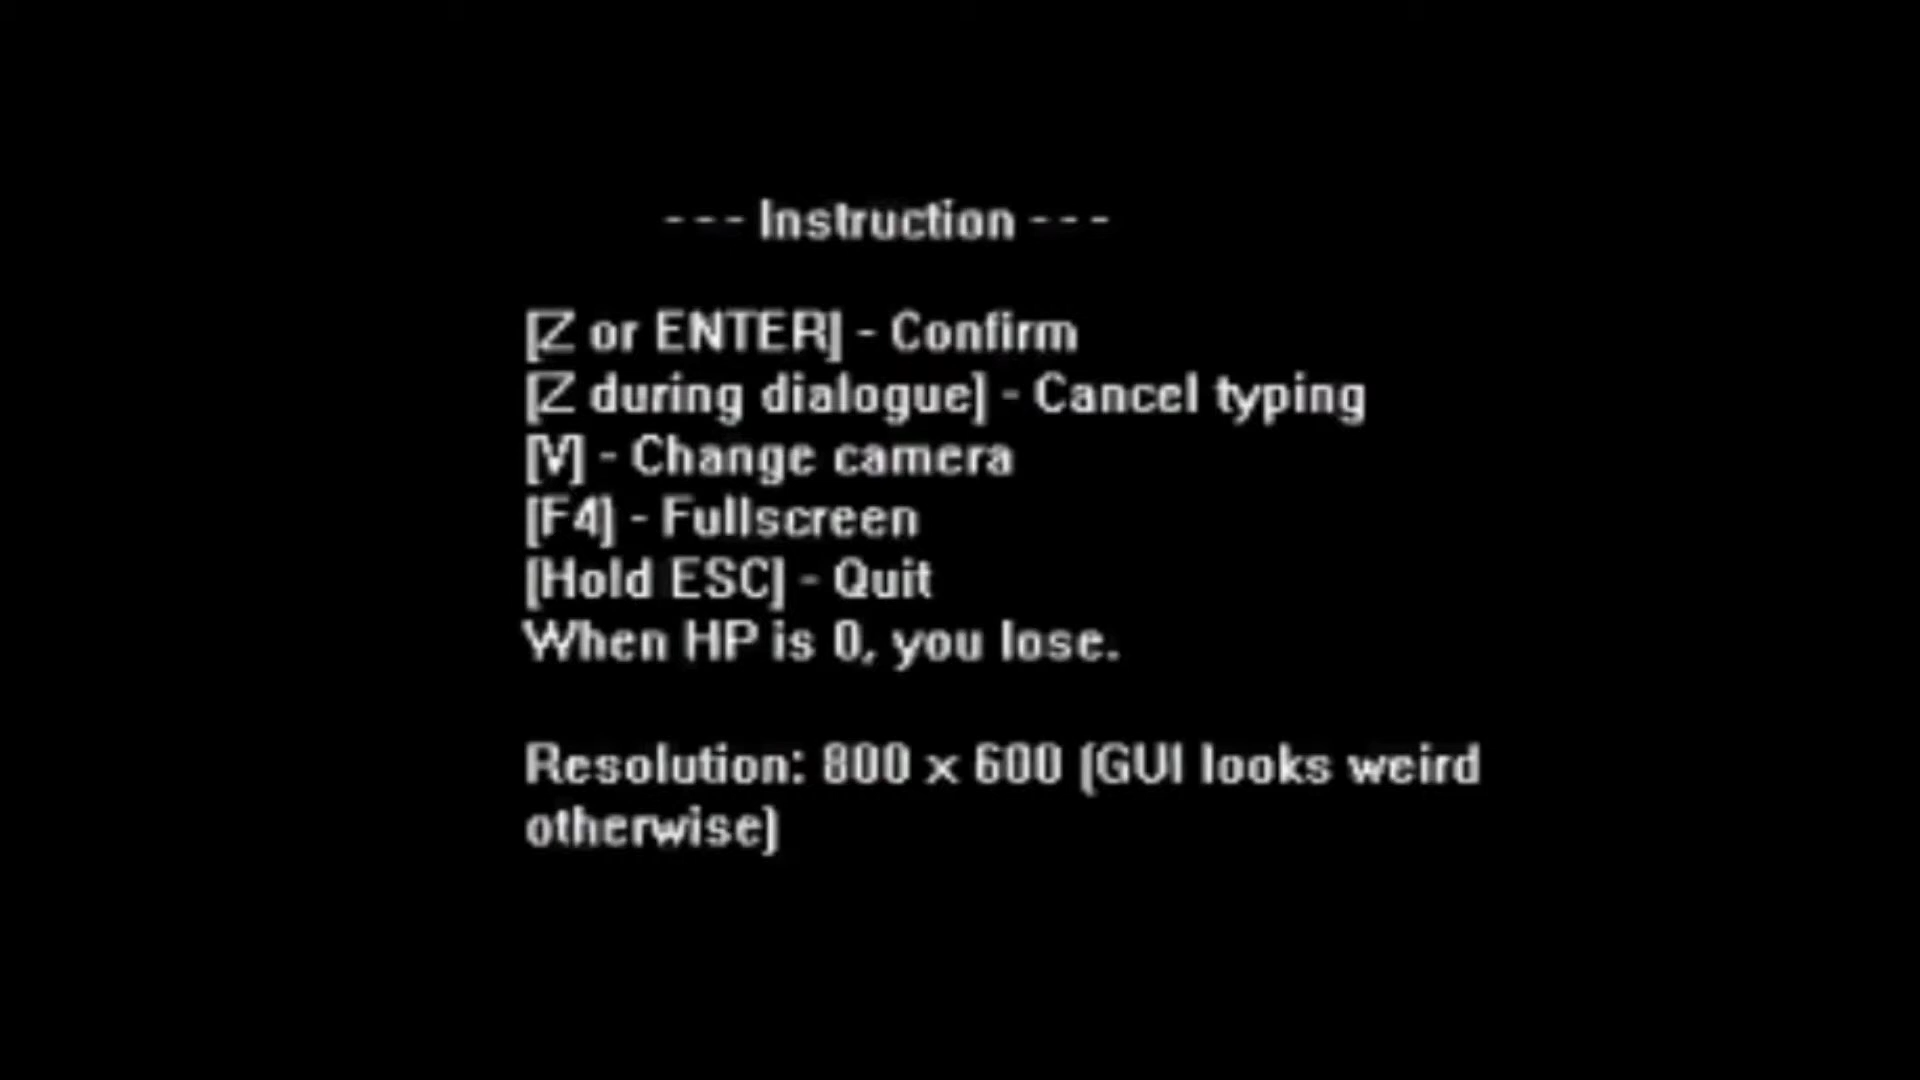 --- Instruction ---
[Z or ENTER] - Confirm
[Z during dialogue] - Cancel typing
[V] - Change camera
[F4] - Fullscreen
[Hold ESC] - Quit
When HP is 0, you lose.
Resolution: 800 x 600 (GUI looks weird
otherwise)